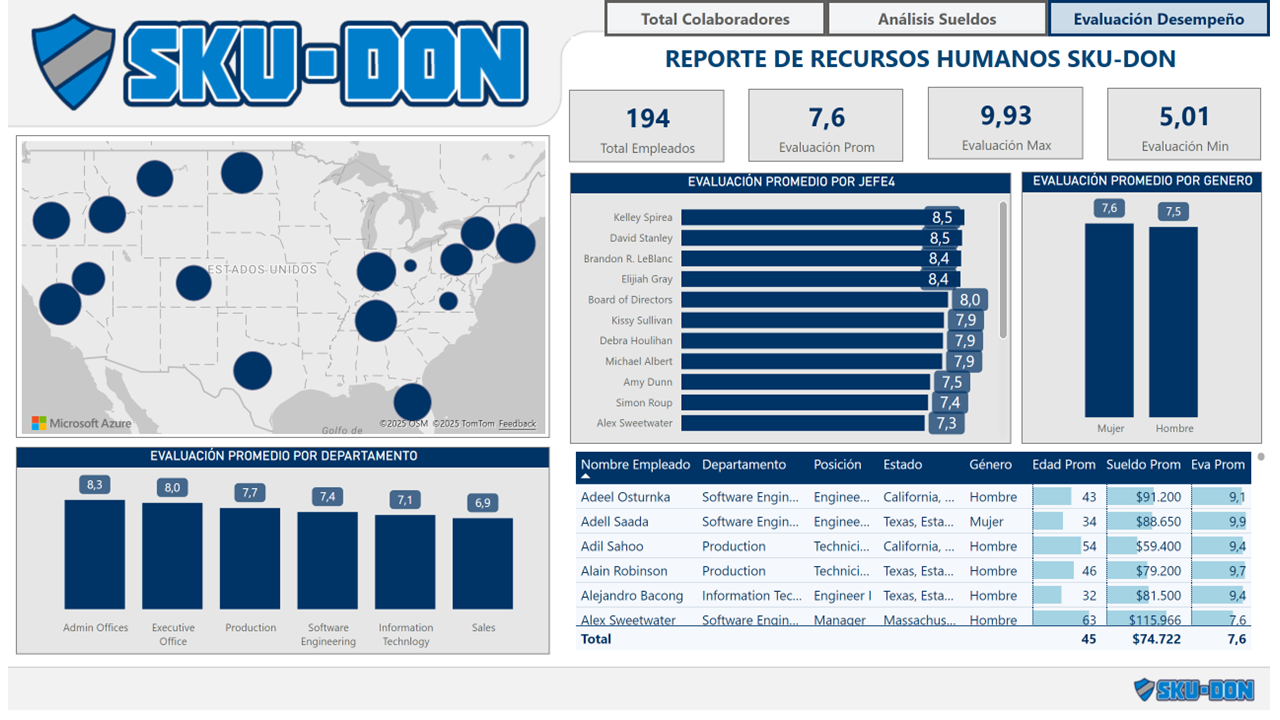 SKU-DON
Total Colaboradores
Análisis Sueldos
Evaluación Desempeño
REPORTE DE RECURSOS HUMANOS SKU-DON
194
Total Empleados
7,6
Evaluación Prom
9,93
Evaluación Max
5,01
Evaluación Min
ESTADOS UNIDOS
Golfo de
Microsoft Azure
©2025 OSM ©2025 TomTom Feedback
EVALUACIÓN PROMEDIO POR JEFE4
Kelley Spirea 8,5
David Stanley 8,5
Brandon R. LeBlanc 8,4
Elijiah Gray 8,4
Board of Directors 8,0
Kissy Sullivan 7,9
Debra Houlihan 7,9
Michael Albert 7,9
Amy Dunn 7,5
Simon Roup 7,4
Alex Sweetwater 7,3
EVALUACIÓN PROMEDIO POR GENERO
7,6 7,5
Mujer Hombre
EVALUACIÓN PROMEDIO POR DEPARTAMENTO
8,3 8,0 7,7 7,4 7,1 6,9
Admin Offices Executive Production Software Information Sales
Office Engineering Technlogy
Nombre Empleado Departamento Posición Estado Género Edad Prom Sueldo Prom Eva Prom
Adeel Osturnka Software Engin... Enginee... California, ... Hombre 43 $91.200 9,1
Adell Saada Software Engin... Enginee... Texas, Esta... Mujer 34 $88.650 9,9
Adil Sahoo Production Technici... California, ... Hombre 54 $59.400 9,4
Alain Robinson Production Technici... Texas, Esta... Hombre 46 $79.200 9,7
Alejandro Bacong Information Tec... Engineer I Texas, Esta... Hombre 32 $81.500 9,4
Alex Sweetwater Software Engin... Manager Massachus... Hombre 63 $115.966 7,6
Total 45 $74.722 7,6
SKU-DON